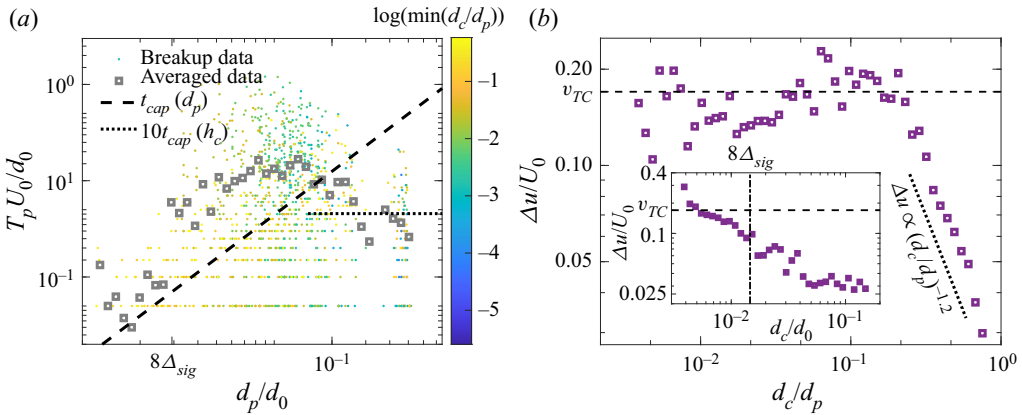 (a)
log(min(d_c/d_p))
(b)
Breakup data
Averaged data
t_cap (d_p)
10t_cap (h_c)
10^0
10^1
10^-1
T_p U_0/d_0
8Δ_sig
10^-1
d_p/d_0
-1
-2
-3
-4
-5
0.20
v_TC
0.10
0.05
Δu/U_0
8Δ_sig
0.4
v_TC
0.1
0.025
Δu/U_0
10^-2
10^-1
d_c/d_0
Δu ∝ (d_c/d_p)^-1.2
10^-2
10^-1
10^0
d_c/d_p